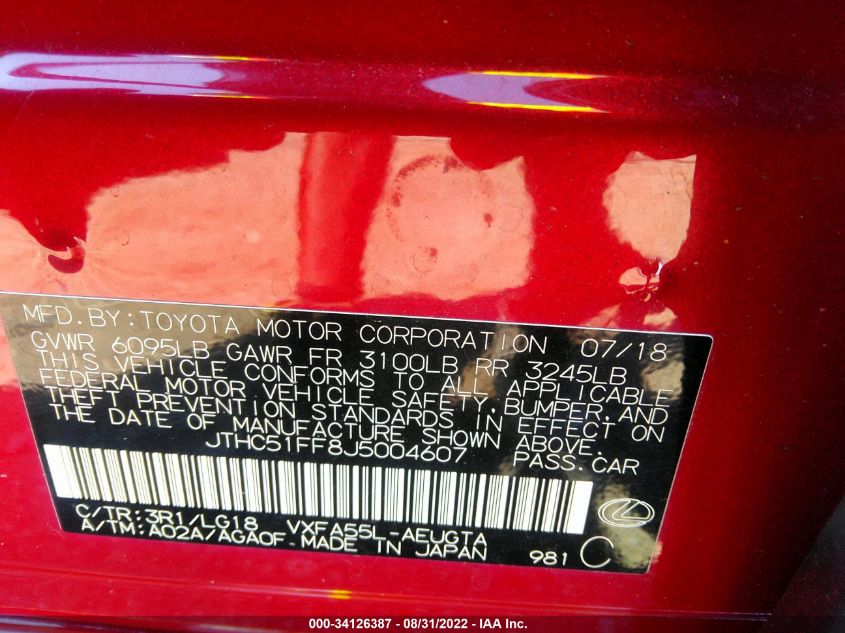 MFD.BY:TOYOTA MOTOR CORPORATION 07/18
GVWR 6095LB GAWR FR 3100LB RR 3245LB
THIS VEHICLE CONFORMS TO ALL APPLICABLE
FEDERAL MOTOR VEHICLE SAFETY,BUMPER,AND
THEFT PREVENTION STANDARDS IN EFFECT ON
THE DATE OF MANUFACTURE SHOWN ABOVE.
JTHC51FF8J5004607 PASS.CAR
C/TR:3R1/LG18 VXFA55L-AEUGTA
A/TM:A02A/AGA0F MADE IN JAPAN 981 C
000-34126387 - 08/31/2022 - IAA Inc.